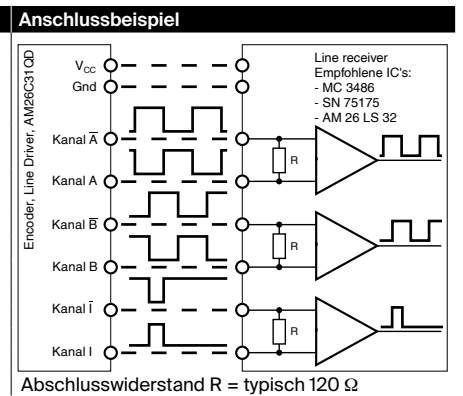 Anschlussbeispiel
Encoder, Line Driver, AM26C31QD
V_CC
Gnd
Kanal A̅
Kanal A
Kanal B̅
Kanal B
Kanal I̅
Kanal I
Line receiver
Empfohlene IC's:
- MC 3486
- SN 75175
- AM 26 LS 32
R
R
R
Abschlusswiderstand R = typisch 120 Ω